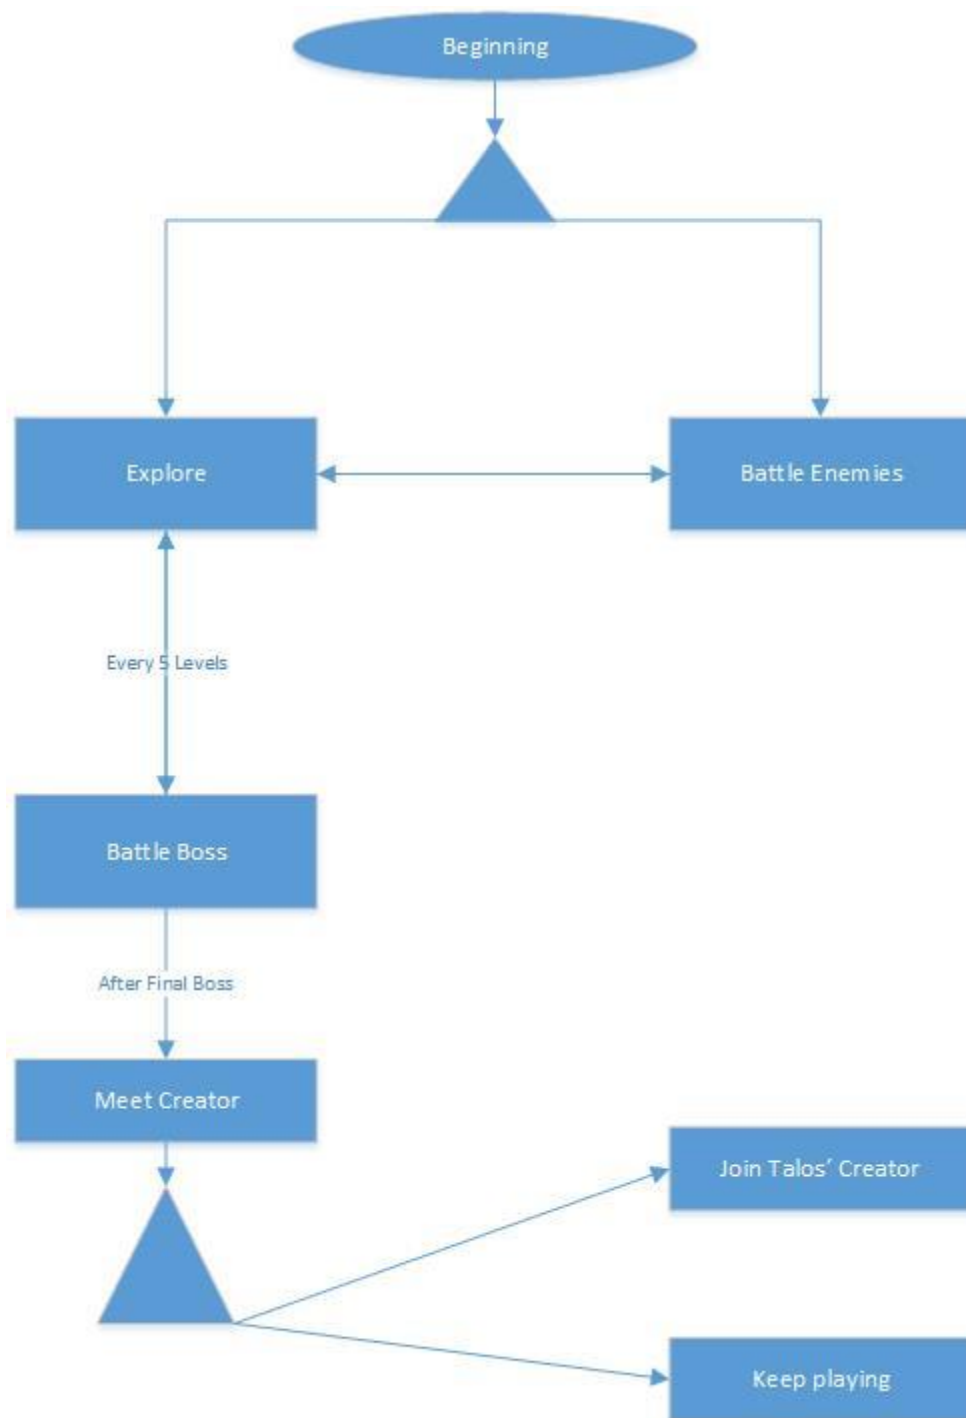 Beginning
Explore
Battle Enemies
Every 5 Levels
Battle Boss
After Final Boss
Meet Creator
Join Talos´ Creator
Keep playing